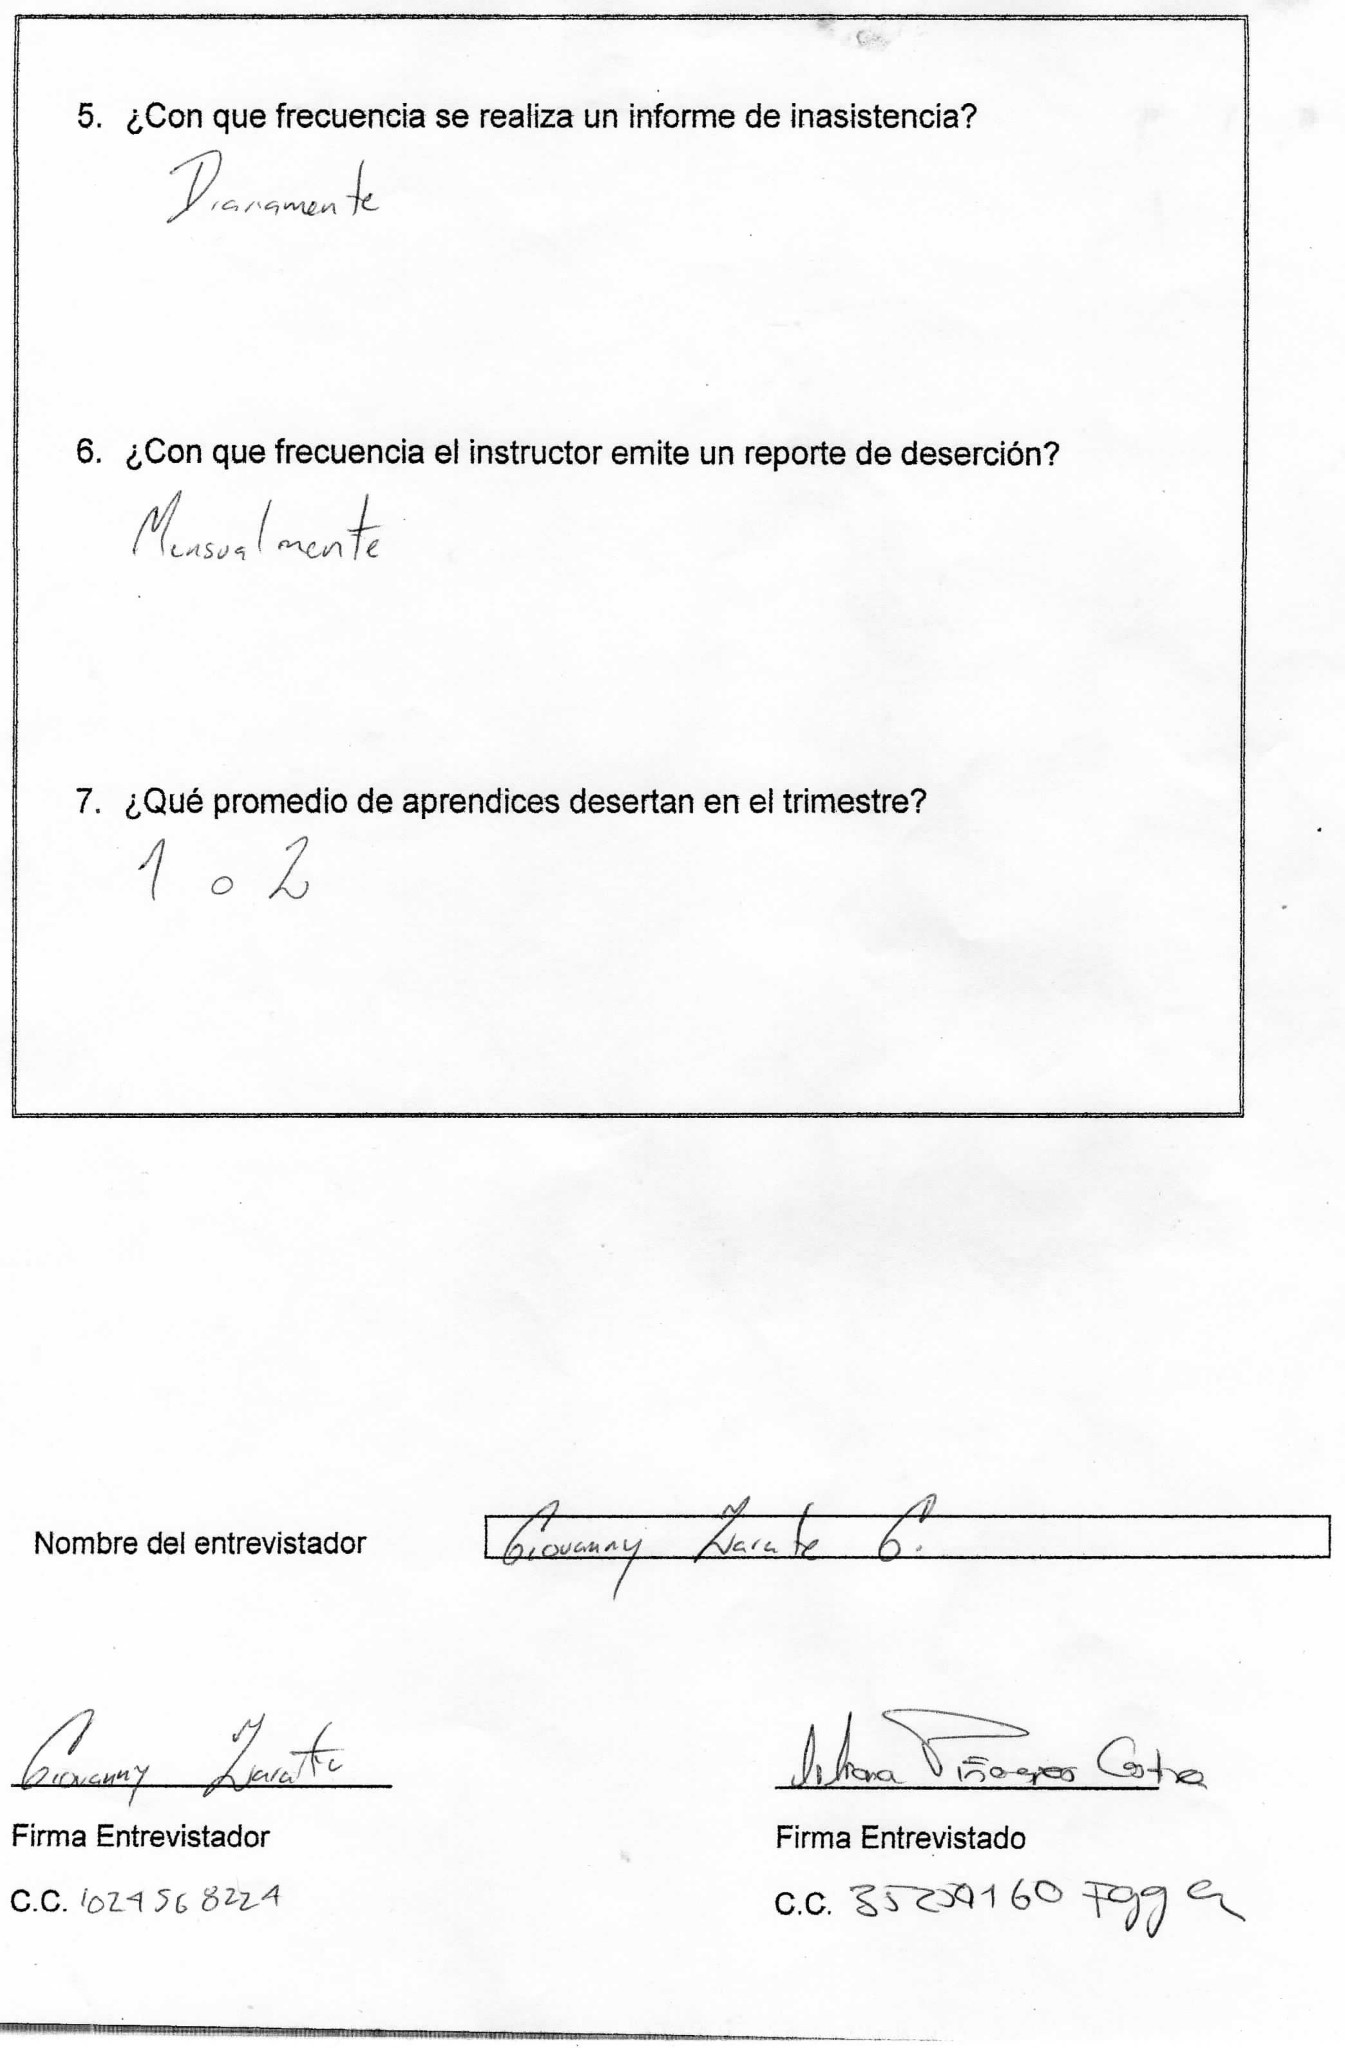 5. ¿Con que frecuencia se realiza un informe de inasistencia?
Diariamente
6. ¿Con que frecuencia el instructor emite un reporte de deserción?
Mensualmente
7. ¿Qué promedio de aprendices desertan en el trimestre?
1 o 2
Nombre del entrevistador Giovanny Zarate G.
Giovanny Zarate
Firma Entrevistador Firma Entrevistado
C.C. C.C.